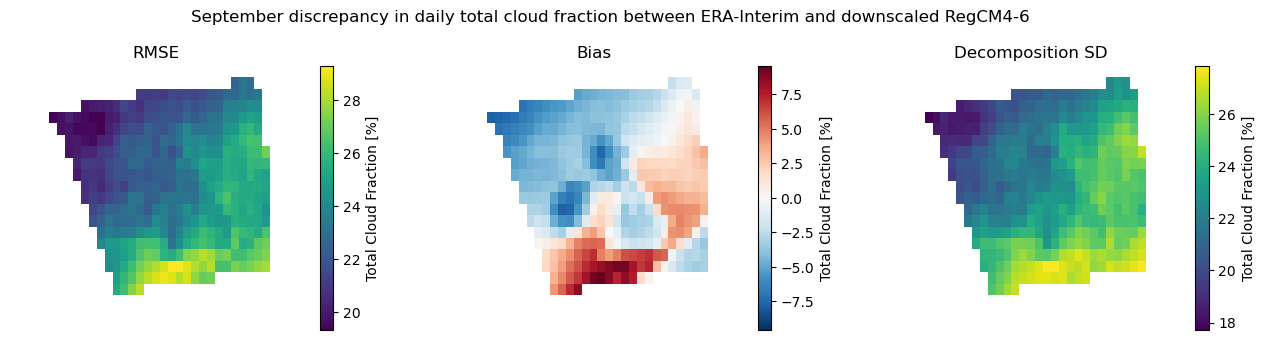 September discrepancy in daily total cloud fraction between ERA-Interim and downscaled RegCM4-6
RMSE
28
26
24
22
20
Total Cloud Fraction [%]
Bias
7.5
5.0
2.5
0.0
−2.5
−5.0
−7.5
Total Cloud Fraction [%]
Decomposition SD
26
24
22
20
18
Total Cloud Fraction [%]